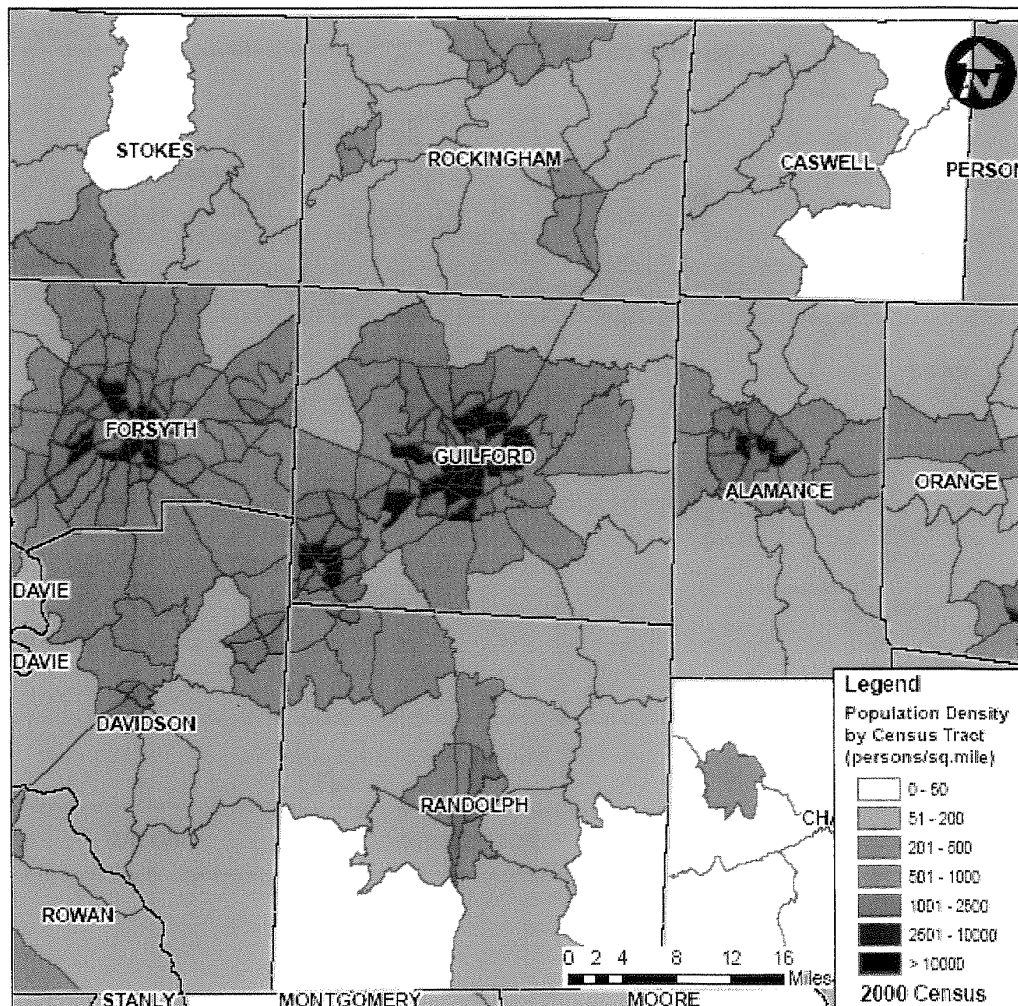 N
STOKES
ROCKINGHAM
CASWELL
PERSON
FORSYTH
GUILFORD
ALAMANCE
ORANGE
DAVIE
DAVIE
DAVIDSON
RANDOLPH
CHA
ROWAN
STANLY
MONTGOMERY
MOORE
0 2 4 8 12 16
Miles
Legend
Population Density
by Census Tract
(persons/sq.mile)
0 - 50
51 - 200
201 - 500
501 - 1000
1001 - 2500
2501 - 10000
> 10000
2000 Census